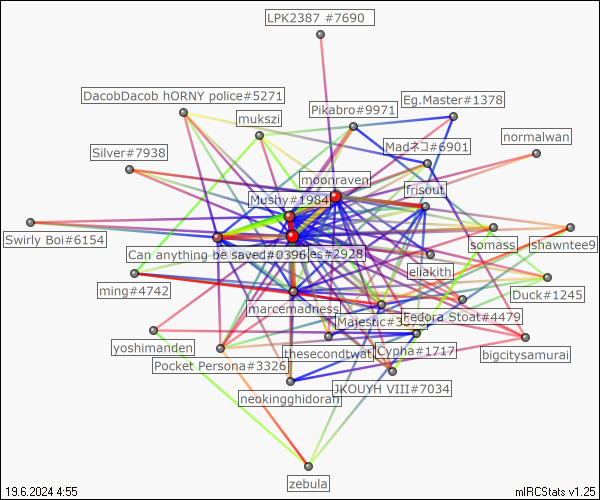 LPK2387 #7690
DacobDacob hORNY police#5271
Eg.Master#1378
Pikabro#9971
mukszi
normalwan
Madネコ#6901
Silver#7938
moonraven
frisout
Mushy#1984
Swirly Boi#6154
somass
shawntee9
Can anything be saved#0396
les#2928
eliakith
ming#4742
Duck#1245
marcemadness
Fedora Stoat#4479
Majestic#3
yoshimanden
thesecondtwat
Cypha#1717
bigcitysamurai
Pocket Persona#3326
JKOUYH VIII#7034
neokingghidorah
zebula
19.6.2024 4:55
mIRCStats v1.25